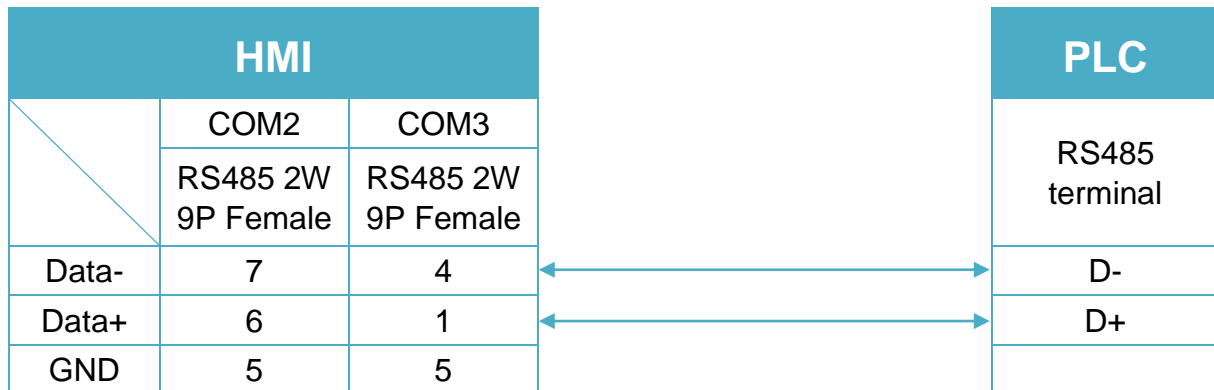 HMI PLC
COM2 COM3
RS485 2W RS485 2W RS485
9P Female 9P Female terminal
Data- 7 4 D-
Data+ 6 1 D+
GND 5 5